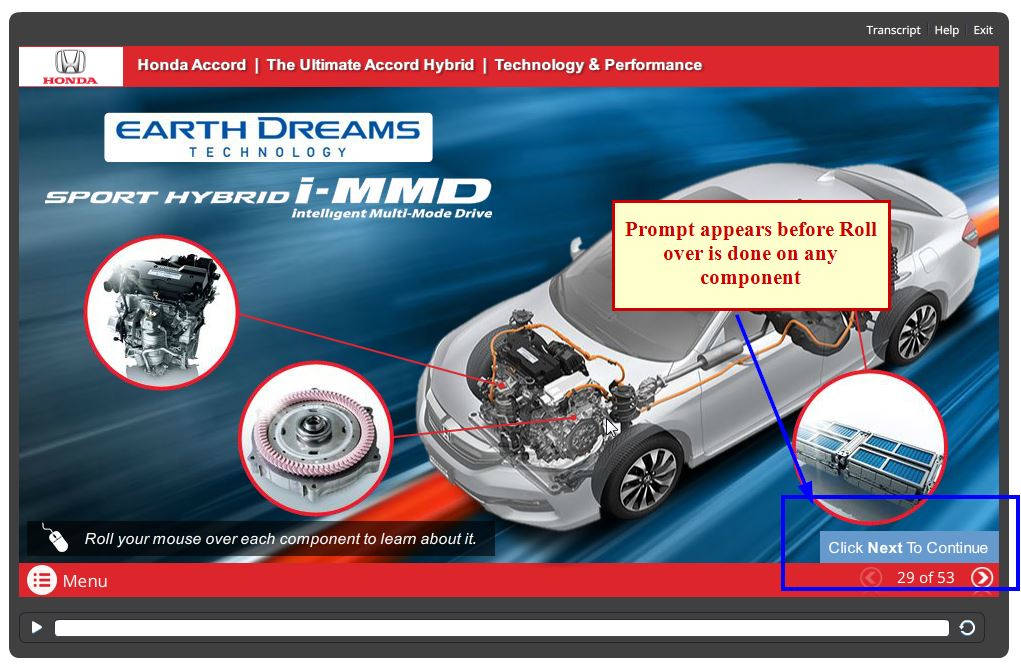 Transcript Help Exit
HONDA
Honda Accord | The Ultimate Accord Hybrid | Technology & Performance
EARTH DREAMS
TECHNOLOGY
SPORT HYBRID i-MMD
intelligent Multi-Mode Drive
Prompt appears before Roll
over is done on any
component
Roll your mouse over each component to learn about it.
Click Next To Continue
Menu
29 of 53